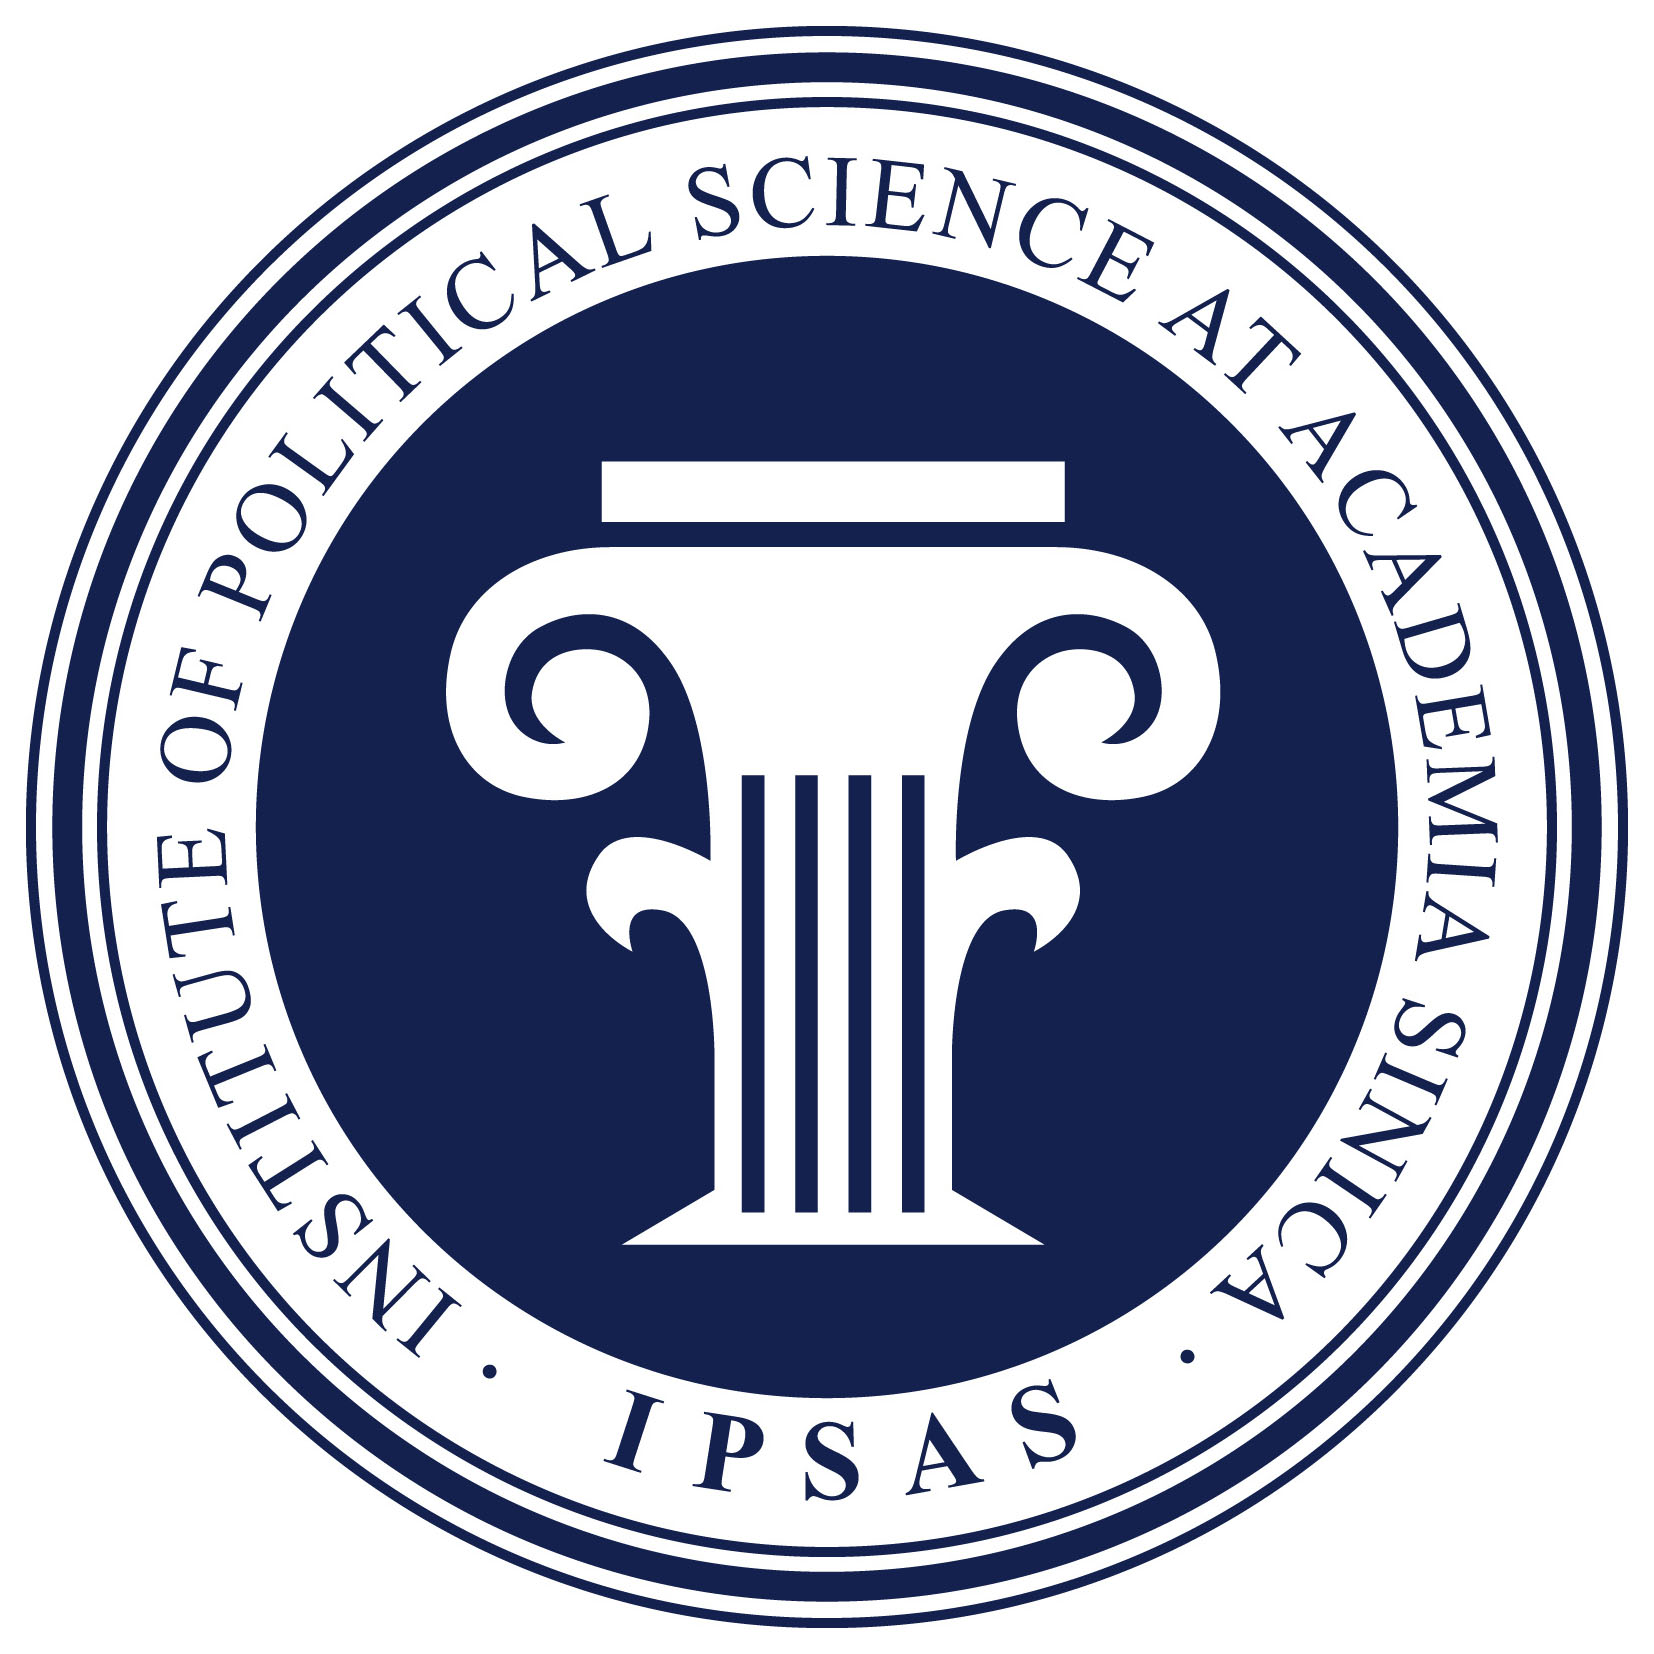 INSTITUTE OF POLITICAL SCIENCE AT ACADEMIA SINICA
· IPSAS ·